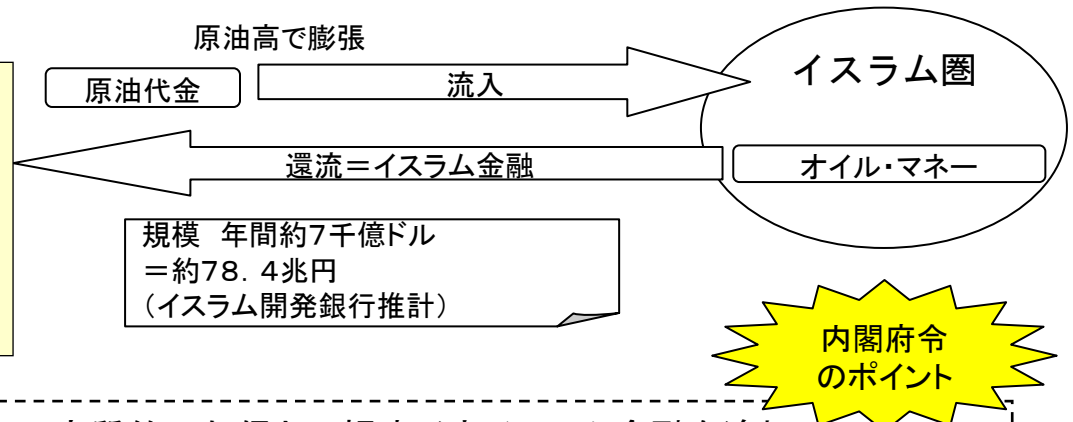 原油高で膨張
原油代金
流入
イスラム圏
還流＝イスラム金融
オイル・マネー
規模　年間約７千億ドル
＝約７８．４兆円
（イスラム開発銀行推計）
内閣府令
のポイント